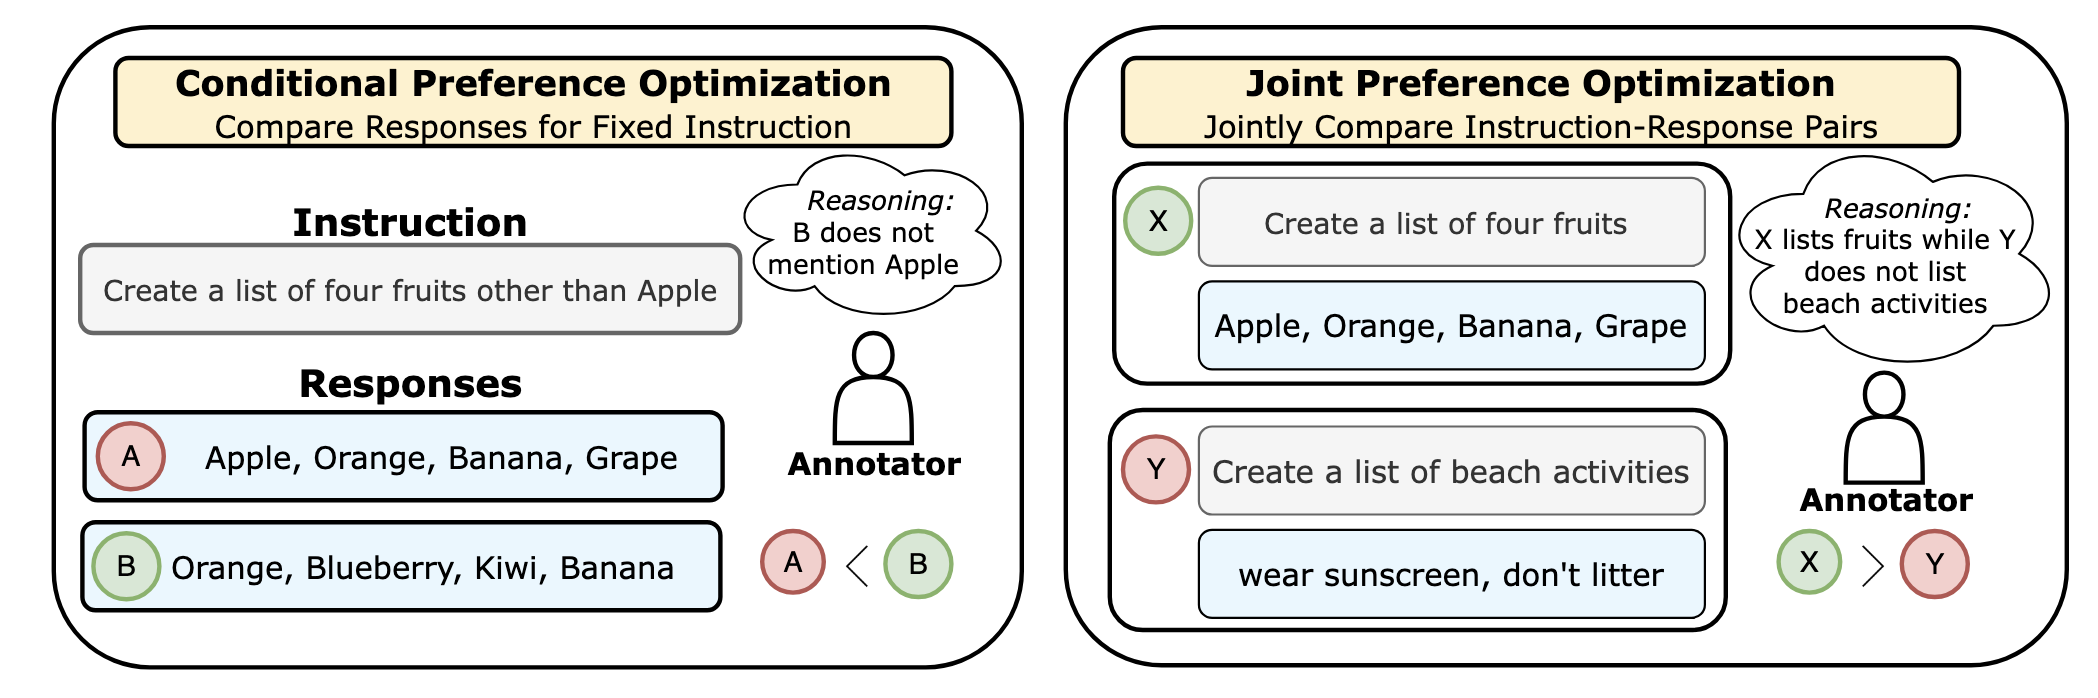 Conditional Preference Optimization
Compare Responses for Fixed Instruction
Reasoning:
B does not
mention Apple
Instruction
Create a list of four fruits other than Apple
Responses
A
Apple, Orange, Banana, Grape
B
Orange, Blueberry, Kiwi, Banana
Annotator
A < B
Joint Preference Optimization
Jointly Compare Instruction-Response Pairs
X
Create a list of four fruits
Apple, Orange, Banana, Grape
Reasoning:
X lists fruits while Y
does not list
beach activities
Y
Create a list of beach activities
wear sunscreen, don't litter
Annotator
X > Y